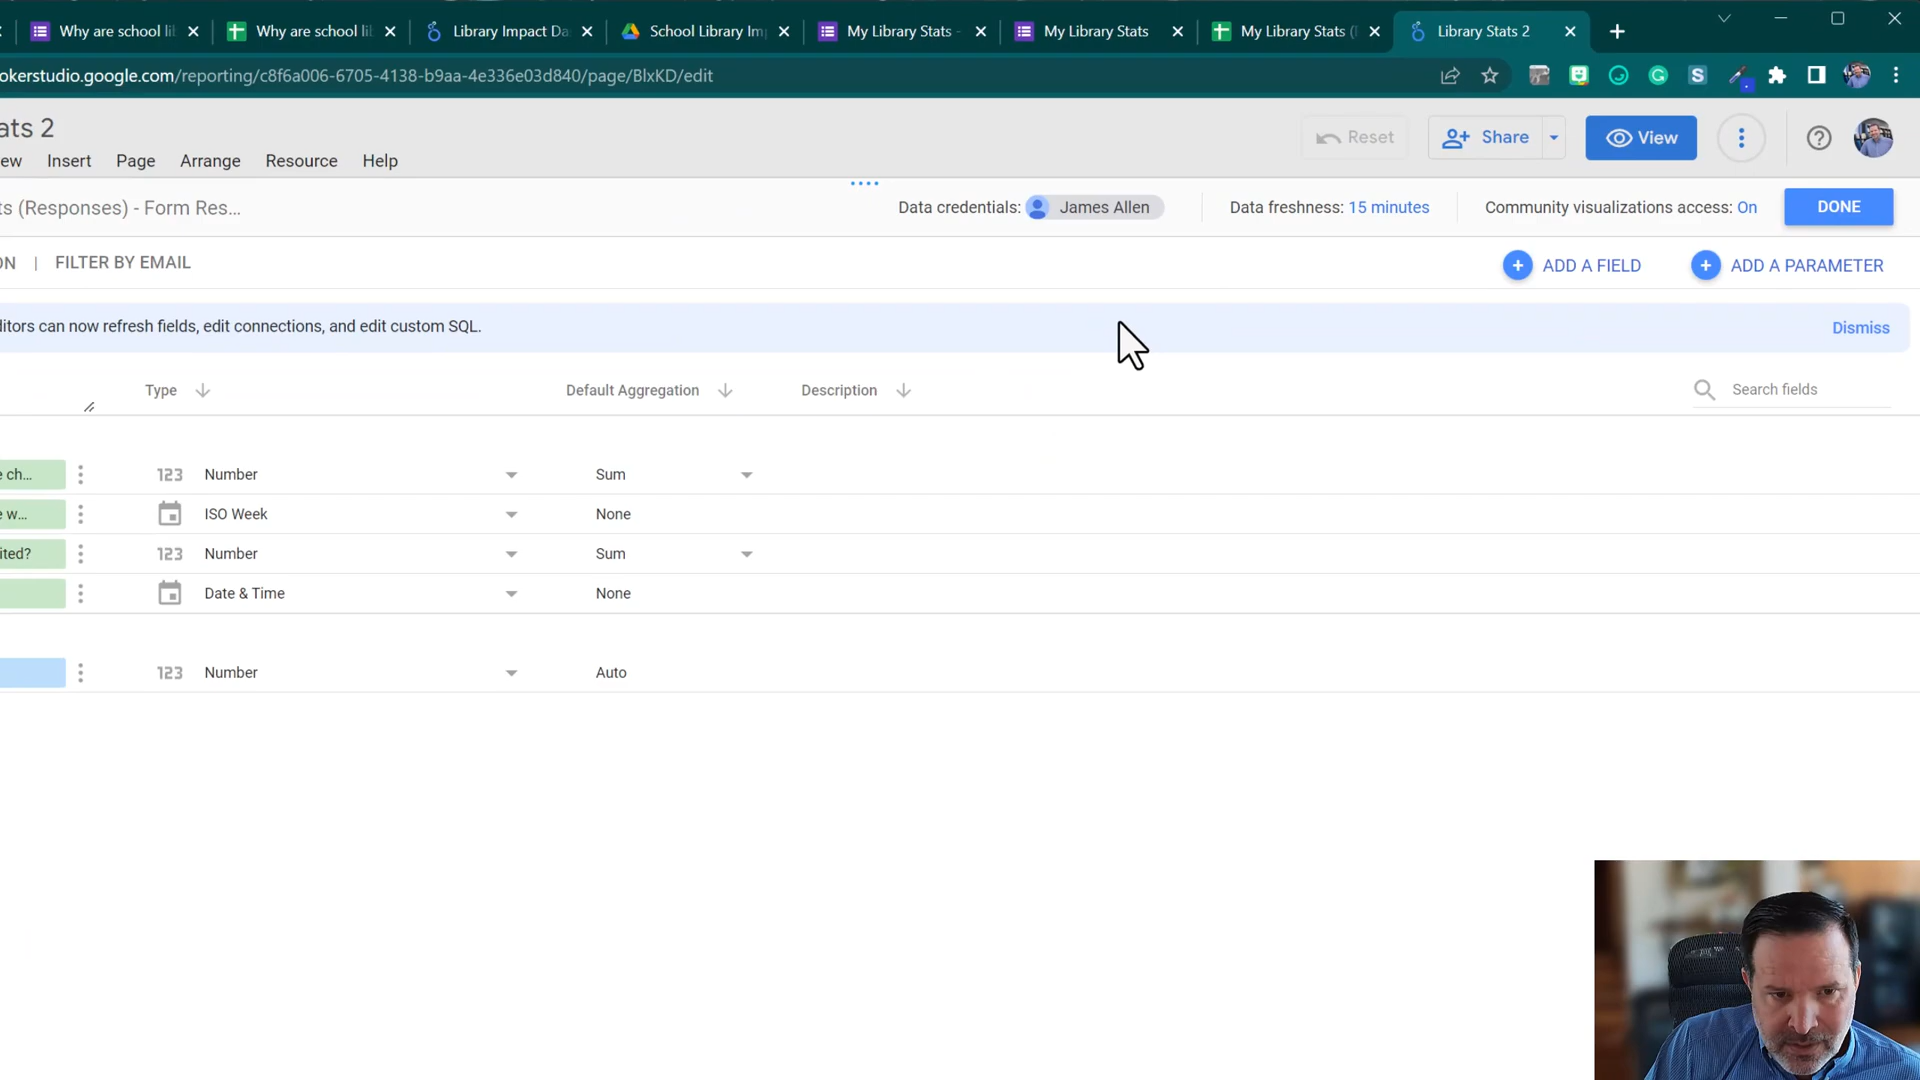 Why are school li
Why are school li
Library Impact Da
School Library Im
My Library Stats -
My Library Stats
My Library Stats (
Library Stats 2
okerstudio.google.com/reporting/c8f6a006-6705-4138-b9aa-4e336e03d840/page/BlxKD/edit
ats 2
Reset
Share
View
ew Insert Page Arrange Resource Help
ts (Responses) - Form Res...
Data credentials: James Allen
Data freshness: 15 minutes
Community visualizations access: On
DONE
ON | FILTER BY EMAIL
ADD A FIELD
ADD A PARAMETER
ditors can now refresh fields, edit connections, and edit custom SQL.
Dismiss
Type
Default Aggregation
Description
Search fields
e ch...
123 Number
Sum
e w...
ISO Week
None
ited?
123 Number
Sum
Date & Time
None
123 Number
Auto